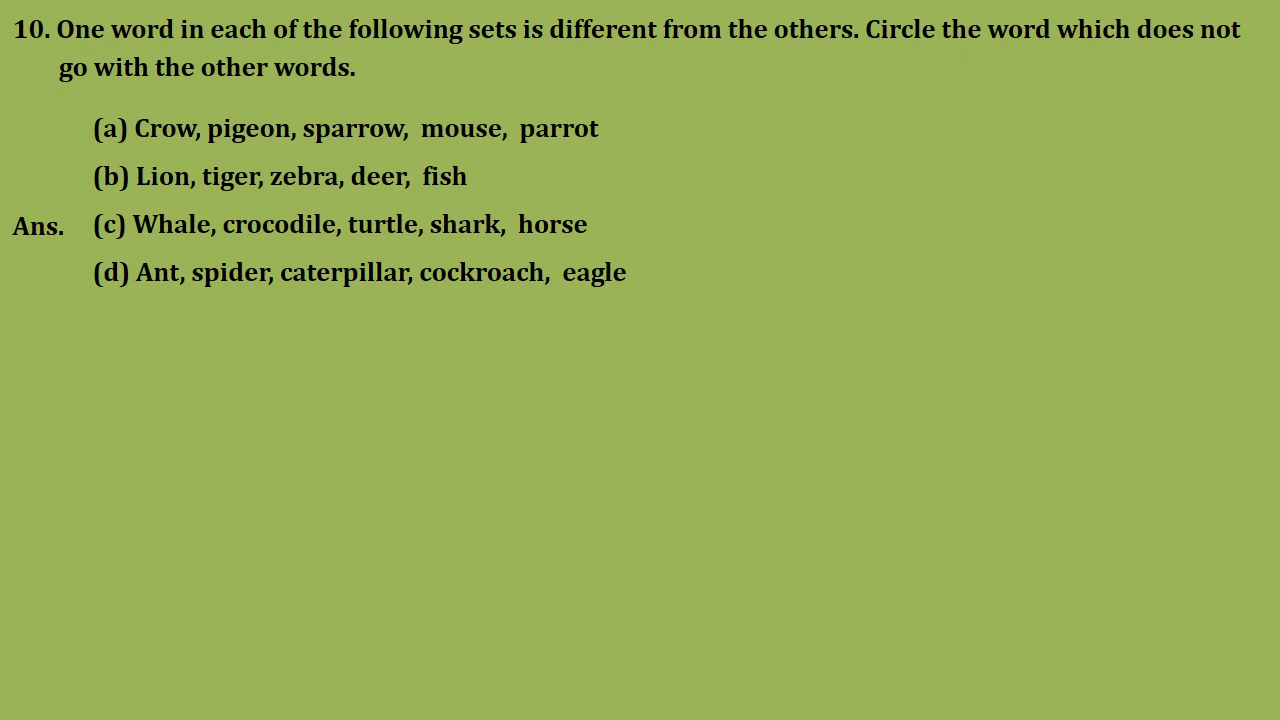 10. One word in each of the following sets is different from the others. Circle the word which does not
go with the other words.
(a) Crow, pigeon, sparrow, mouse, parrot
(b) Lion, tiger, zebra, deer, fish
Ans. (c) Whale, crocodile, turtle, shark, horse
(d) Ant, spider, caterpillar, cockroach, eagle